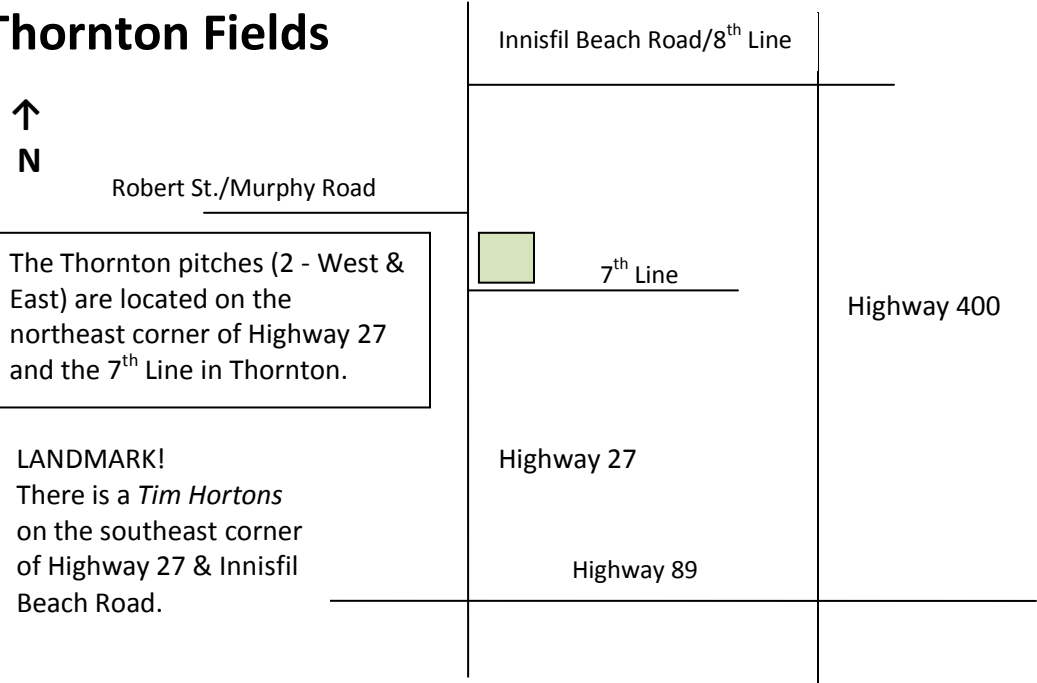 Thornton Fields
Innisfil Beach Road/8th Line
↑
N
Robert St./Murphy Road
The Thornton pitches (2 - West &
East) are located on the
northeast corner of Highway 27
and the 7th Line in Thornton.
7th Line
Highway 400
LANDMARK!
There is a Tim Hortons
on the southeast corner
of Highway 27 & Innisfil
Beach Road.
Highway 27
Highway 89